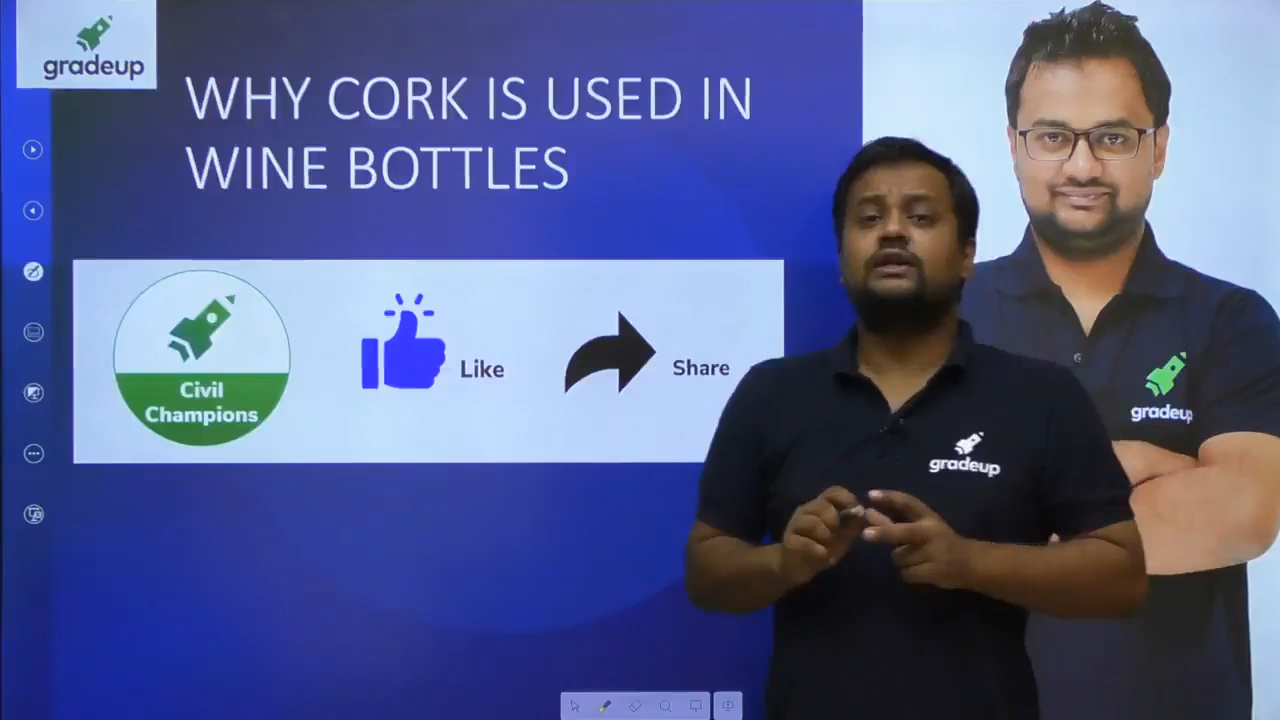 gradeup
WHY CORK IS USED IN
WINE BOTTLES
Civil
Champions
Like
Share
gradeup
gradeup